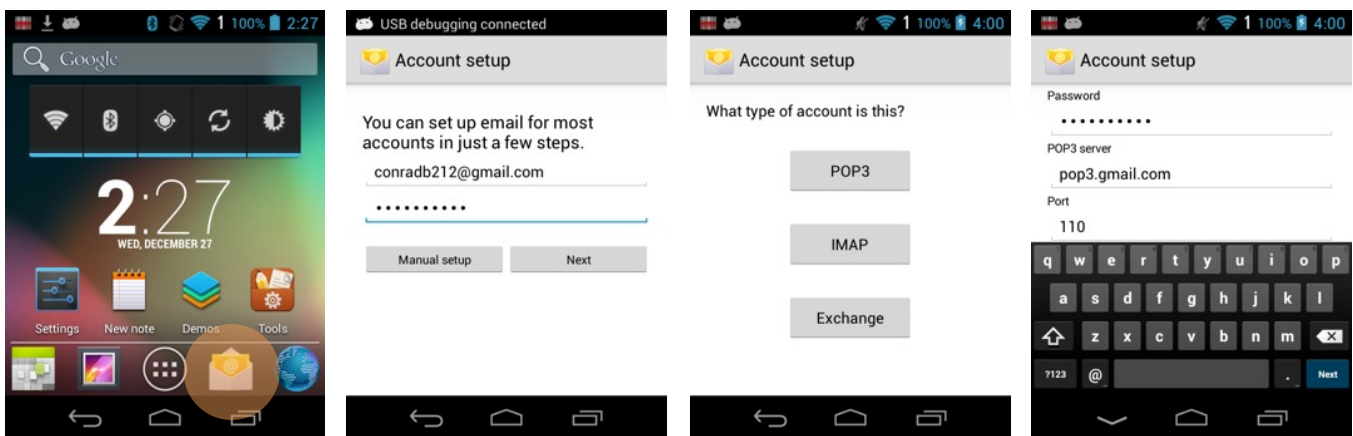 1 100% 2:27
Google
2:27
WED, DECEMBER 27
Settings New note Demos Tools
@
USB debugging connected
Account setup
You can set up email for most
accounts in just a few steps.
conradb212@gmail.com
••••••••••
Manual setup Next
1 100% 4:00
Account setup
What type of account is this?
POP3
IMAP
Exchange
1 100% 4:00
Account setup
Password
••••••••••
POP3 server
pop3.gmail.com
Port
110
q w e r t y u i o p
a s d f g h j k l
z x c v b n m
?123 @ . Next